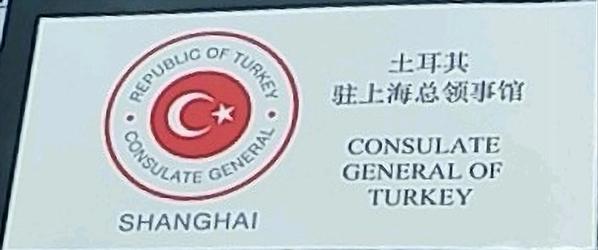 REPUBLIC OF TURKEY
CONSULATE GENERAL
SHANGHAI
土耳其
驻上海总领事馆
CONSULATE
GENERAL OF
TURKEY